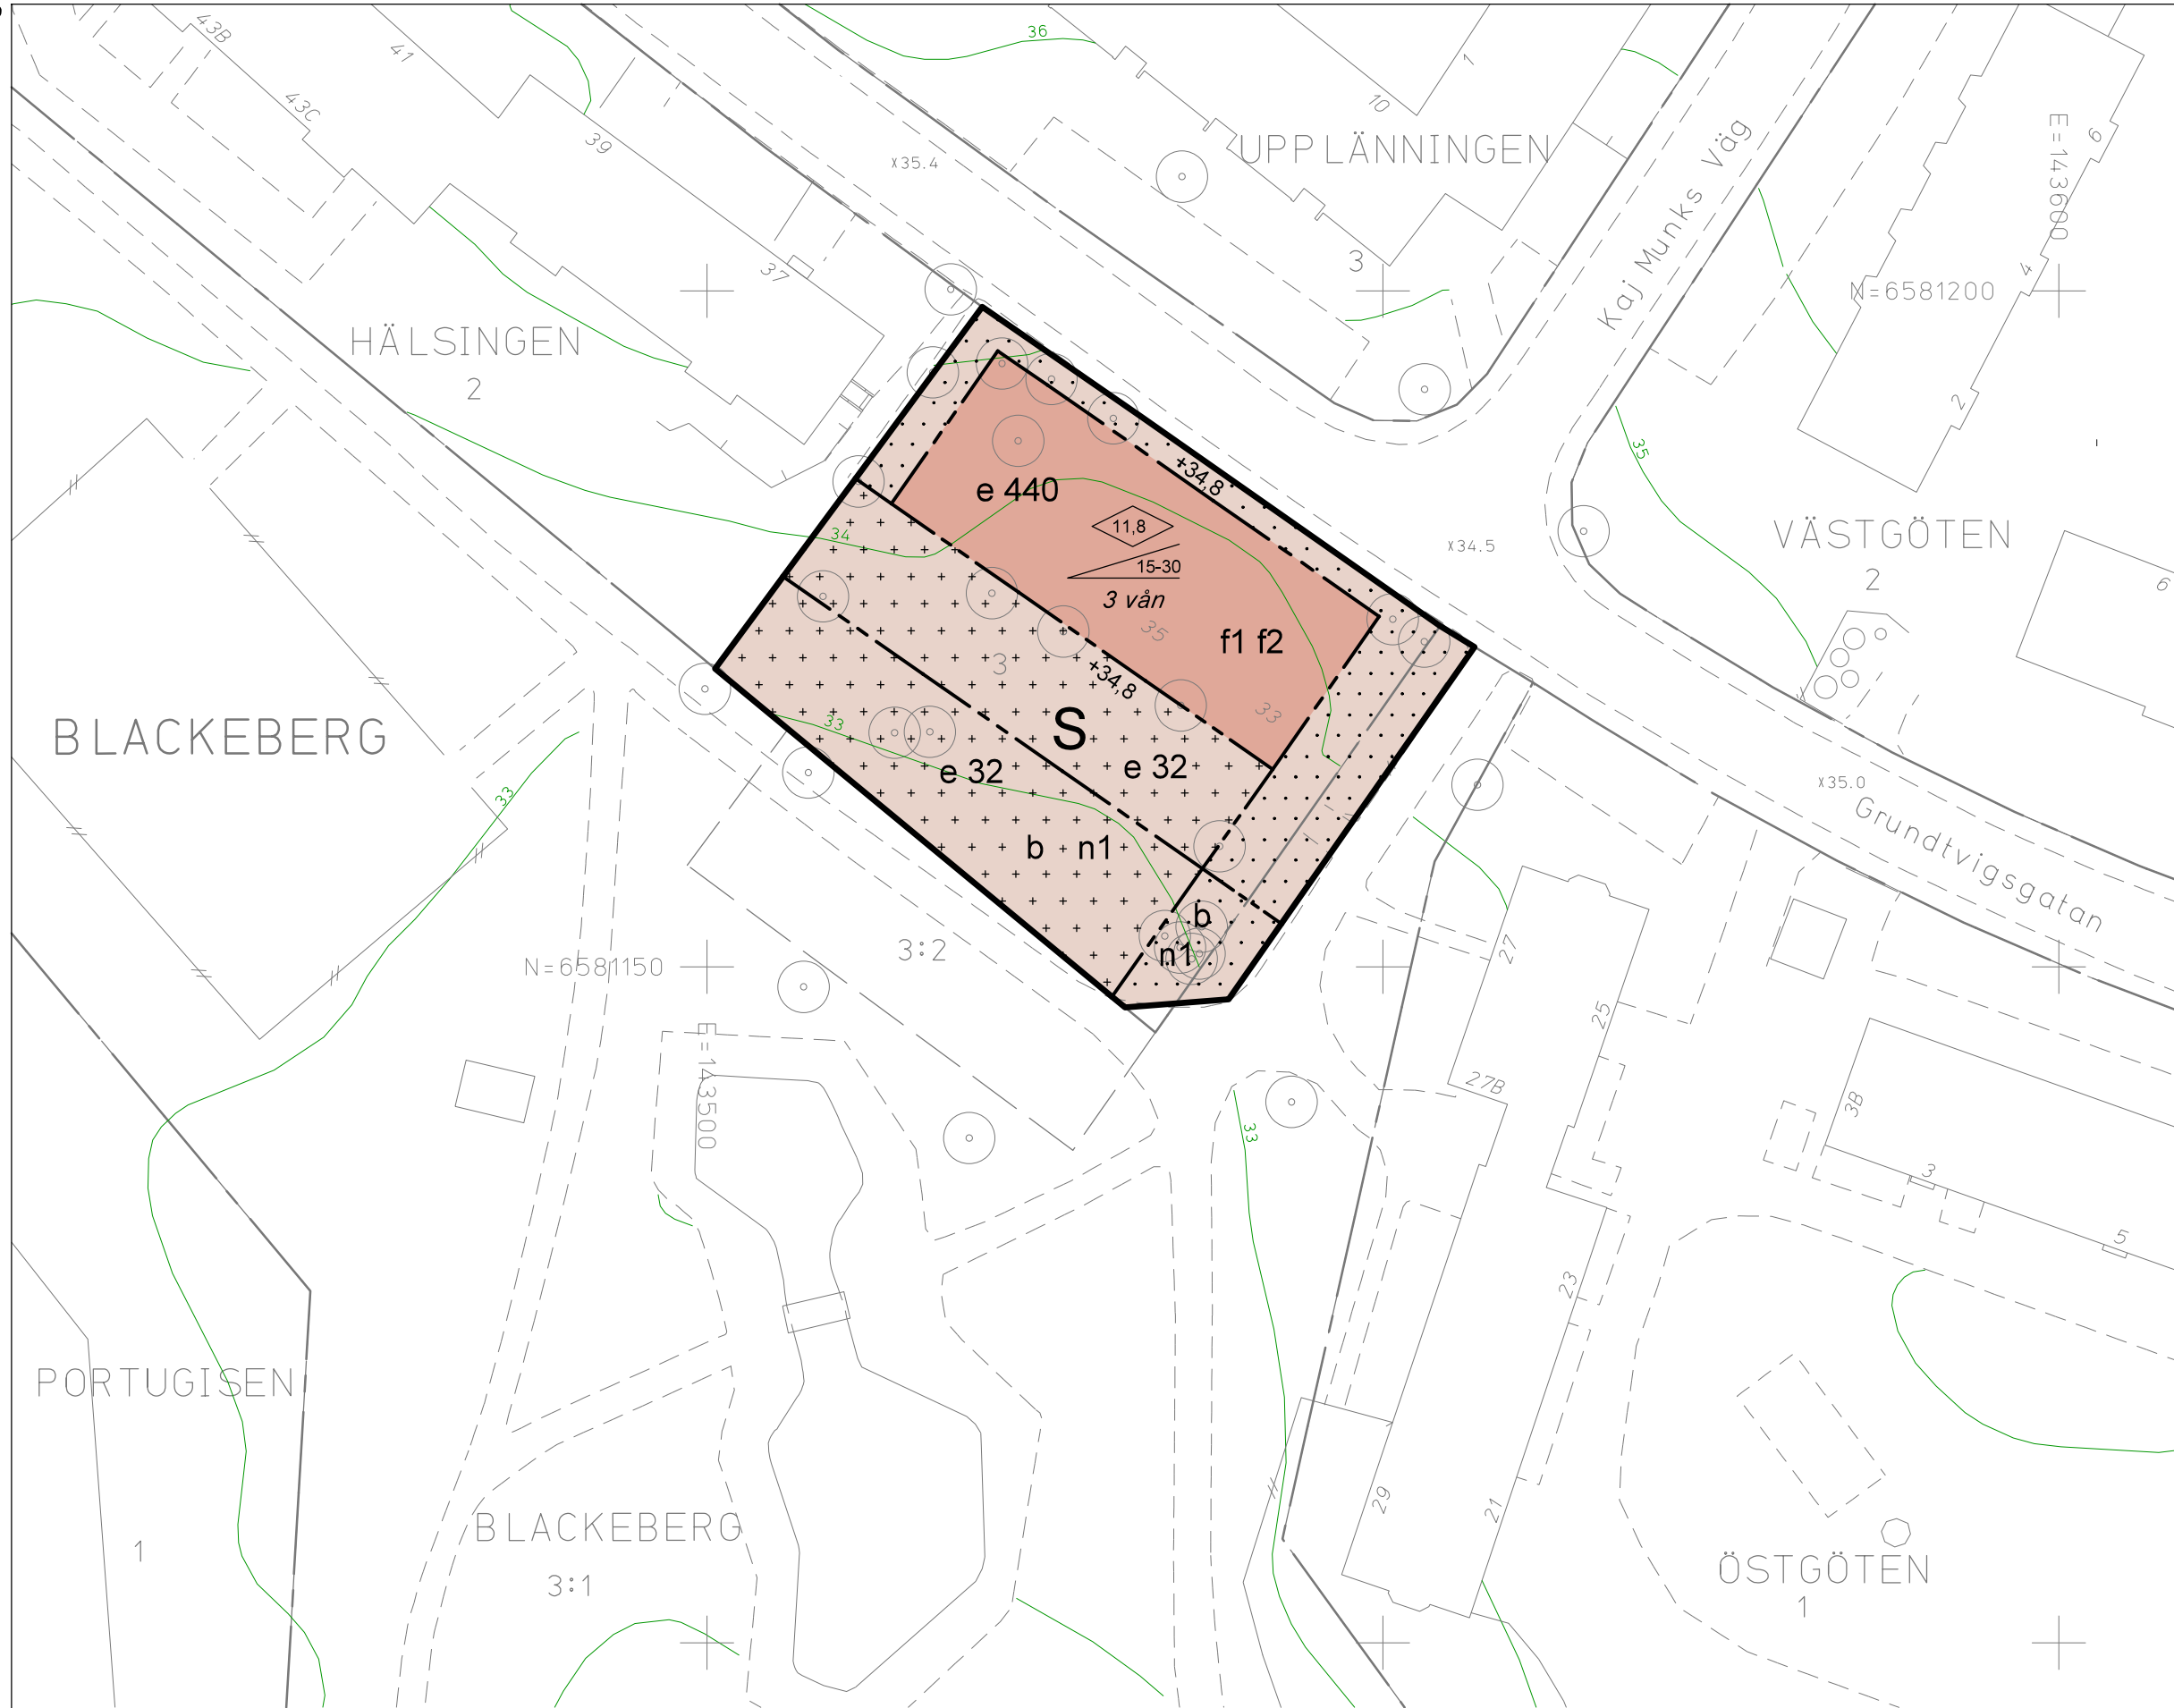 43B
41
36
1
10
43C
39
x35.4
UPPLÄNNINGEN
Kaj Munks Väg
E=143600
6
37
3
4
N=6581200
HÄLSINGEN
2
2
35
+34,8
e 440
11,8
15-30
3 vån
34
x34.5
VÄSTGÖTEN
2
6
35
f1 f2
3
+34,8
33
S
33
BLACKEBERG
e 32
e 32
33
x35.0
Grundtvigsgatan
b
n1
b
n1
3:2
N=6581150
27
25
E=143500
27B
3B
33
3
5
23
PORTUGISEN
1
29
21
BLACKEBERG
3:1
ÖSTGÖTEN
1